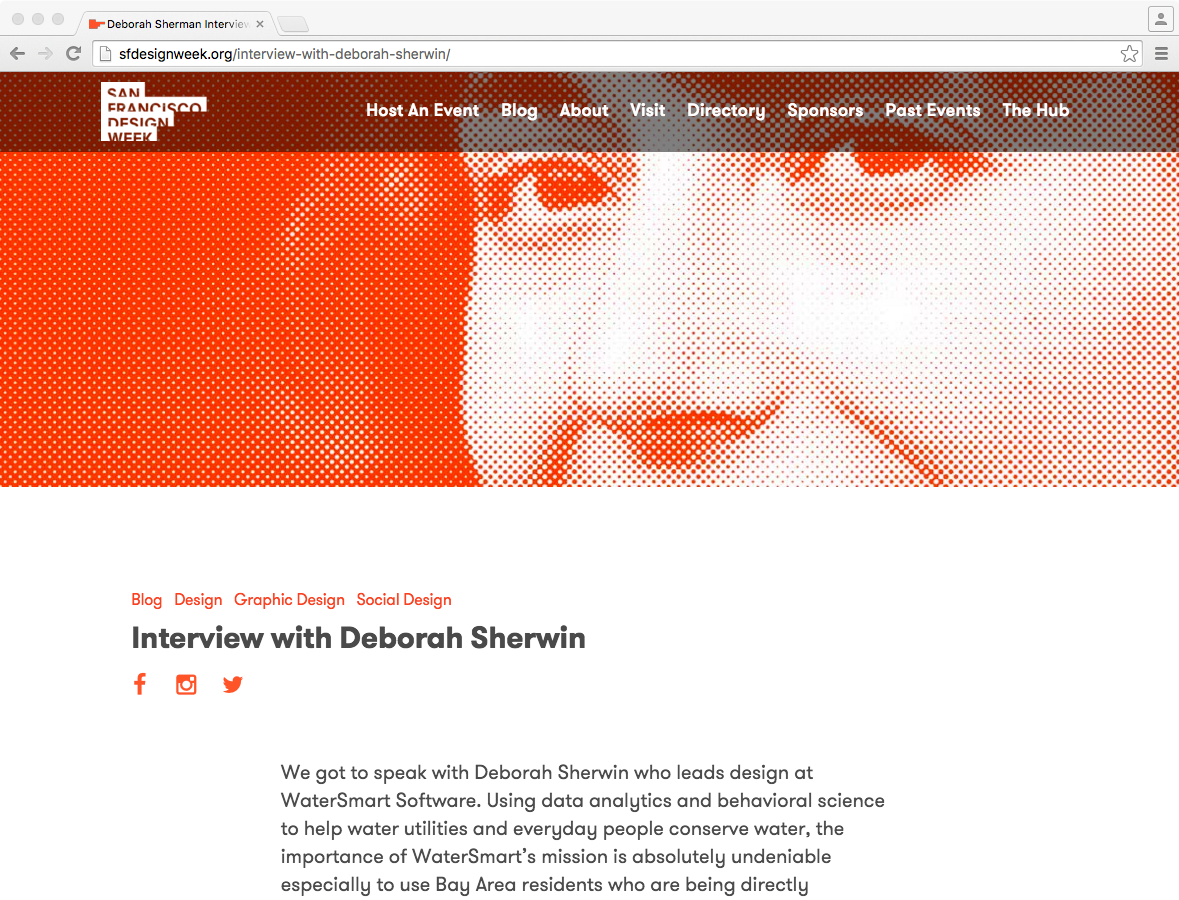 Deborah Sherman Interview
sfdesignweek.org/interview-with-deborah-sherwin/
SAN
FRANCISCO
DESIGN
WEEK
Host An Event Blog About Visit Directory Sponsors Past Events The Hub
Blog Design Graphic Design Social Design
Interview with Deborah Sherwin
We got to speak with Deborah Sherwin who leads design at
WaterSmart Software. Using data analytics and behavioral science
to help water utilities and everyday people conserve water, the
importance of WaterSmart’s mission is absolutely undeniable
especially to use Bay Area residents who are being directly